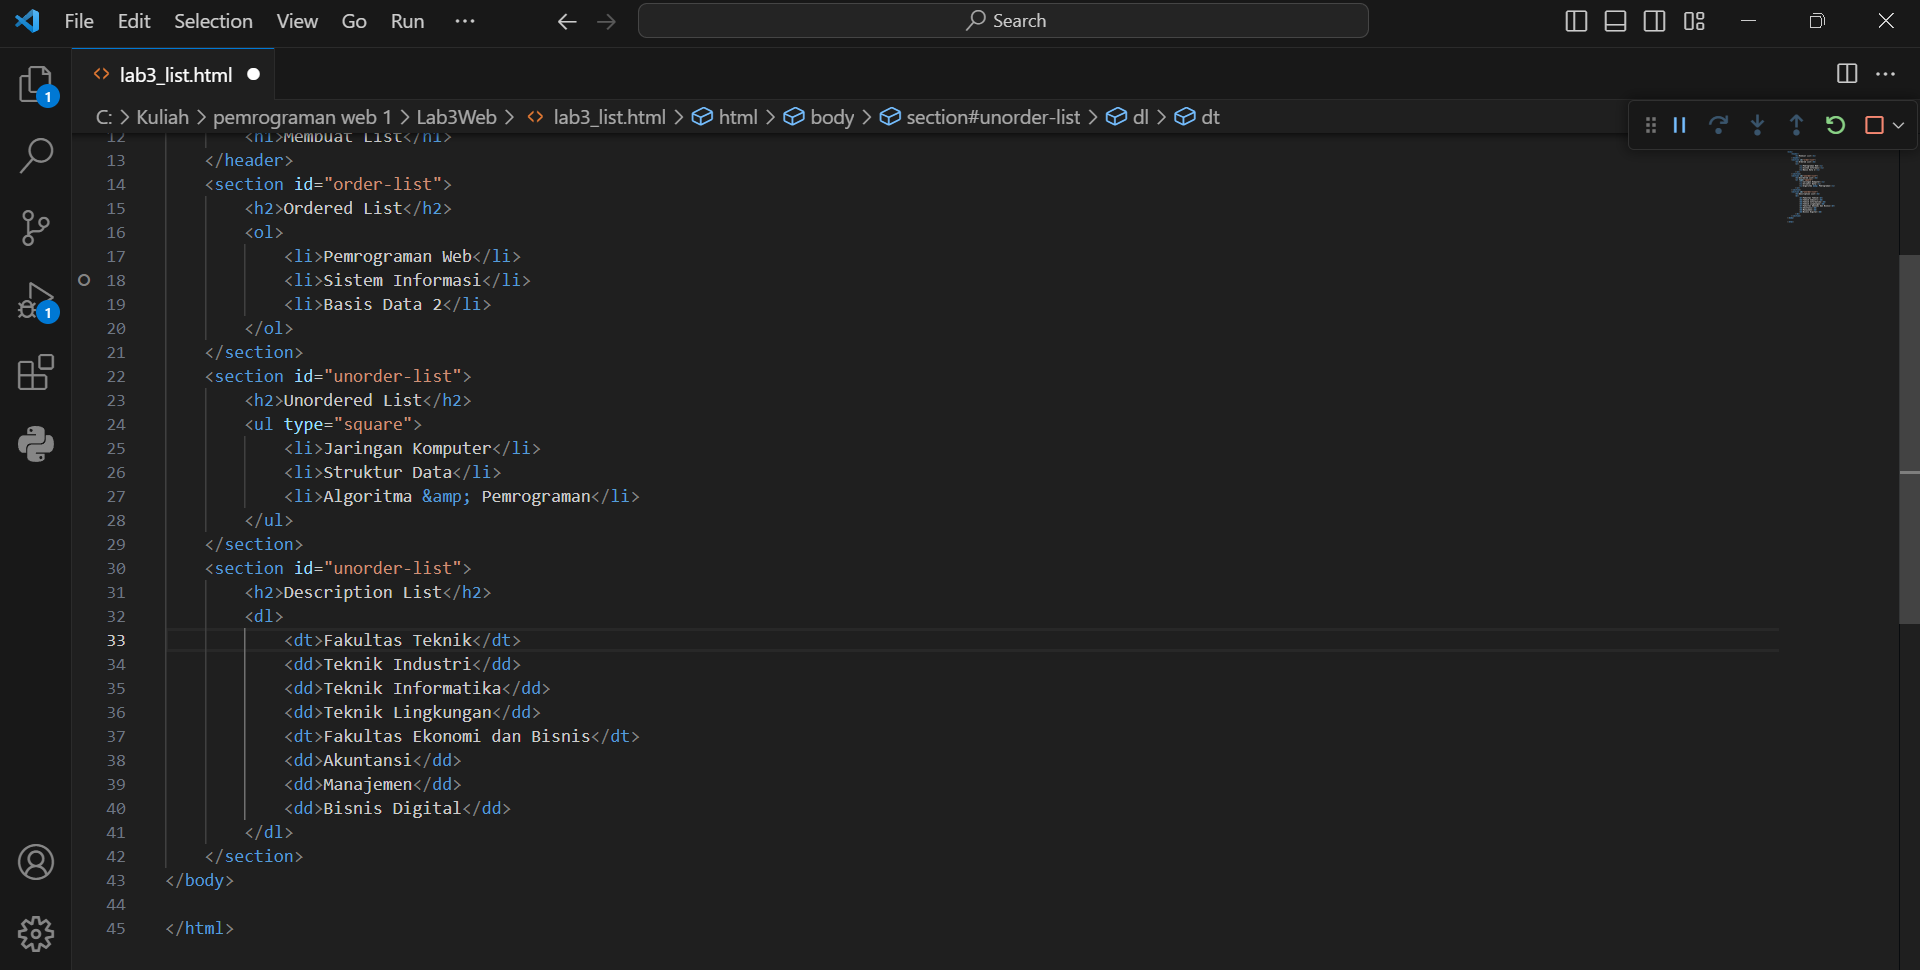 File Edit Selection View Go Run ··· Search
lab3_list.html
C: > Kuliah > pemrograman web 1 > Lab3Web > <> lab3_list.html > html > body > section#unorder-list > dl > dt
12 <h1>Membuat List</h1>
13 </header>
14 <section id="order-list">
15 <h2>Ordered List</h2>
16 <ol>
17 <li>Pemrograman Web</li>
18 <li>Sistem Informasi</li>
19 <li>Basis Data 2</li>
20 </ol>
21 </section>
22 <section id="unorder-list">
23 <h2>Unordered List</h2>
24 <ul type="square">
25 <li>Jaringan Komputer</li>
26 <li>Struktur Data</li>
27 <li>Algoritma &amp; Pemrograman</li>
28 </ul>
29 </section>
30 <section id="unorder-list">
31 <h2>Description List</h2>
32 <dl>
33 <dt>Fakultas Teknik</dt>
34 <dd>Teknik Industri</dd>
35 <dd>Teknik Informatika</dd>
36 <dd>Teknik Lingkungan</dd>
37 <dt>Fakultas Ekonomi dan Bisnis</dt>
38 <dd>Akuntansi</dd>
39 <dd>Manajemen</dd>
40 <dd>Bisnis Digital</dd>
41 </dl>
42 </section>
43 </body>
44
45 </html>
1
1